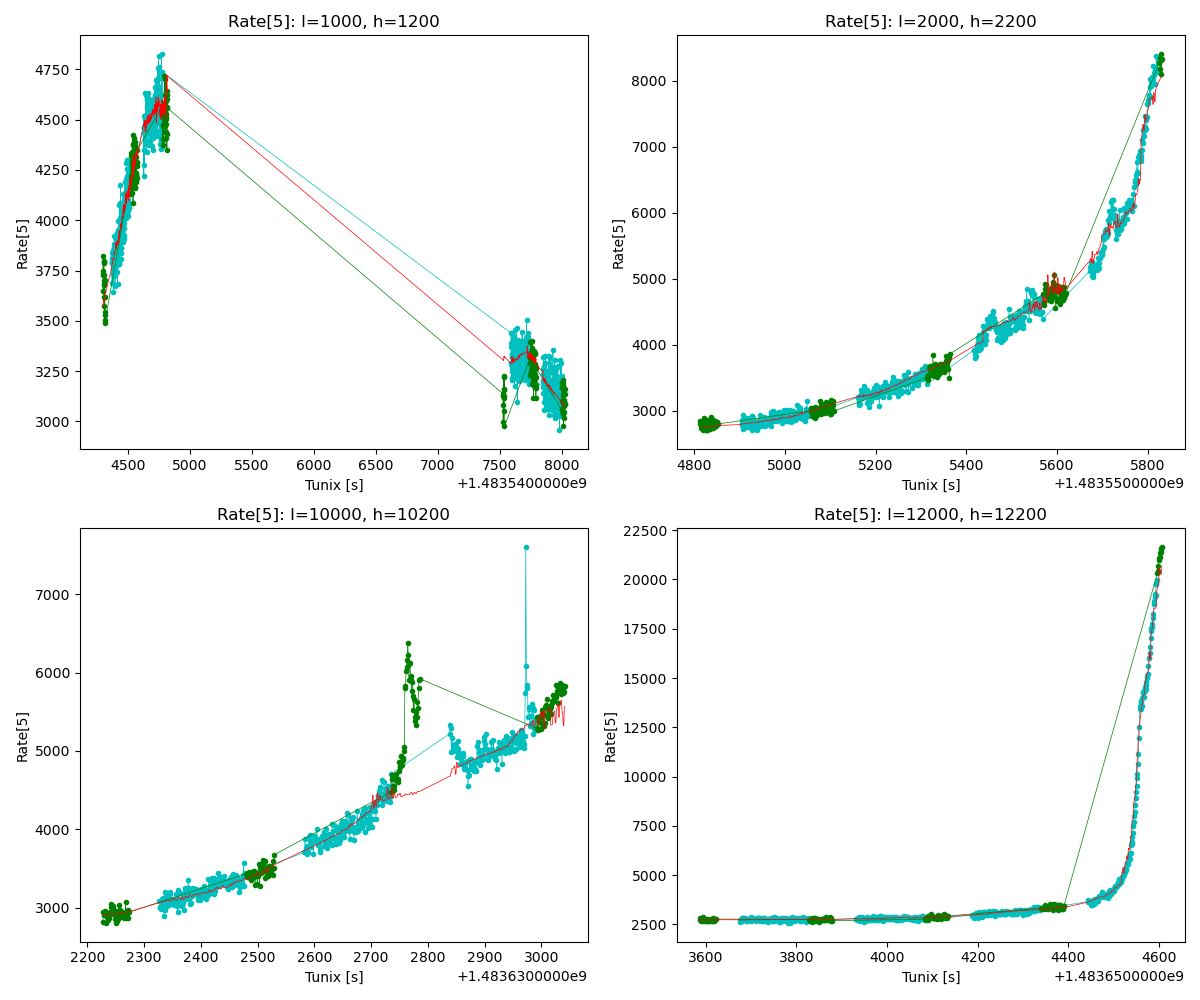 Rate[5]: l=1000, h=1200
Rate[5]
4750
4500
4250
4000
3750
3500
3250
3000
4500 5000 5500 6000 6500 7000 7500 8000
Tunix [s]
+1.4835400000e9
Rate[5]: l=2000, h=2200
Rate[5]
8000
7000
6000
5000
4000
3000
4800 5000 5200 5400 5600 5800
Tunix [s]
+1.4835500000e9
Rate[5]: l=10000, h=10200
Rate[5]
7000
6000
5000
4000
3000
2200 2300 2400 2500 2600 2700 2800 2900 3000
Tunix [s]
+1.4836300000e9
Rate[5]: l=12000, h=12200
Rate[5]
22500
20000
17500
15000
12500
10000
7500
5000
2500
3600 3800 4000 4200 4400 4600
Tunix [s]
+1.4836500000e9